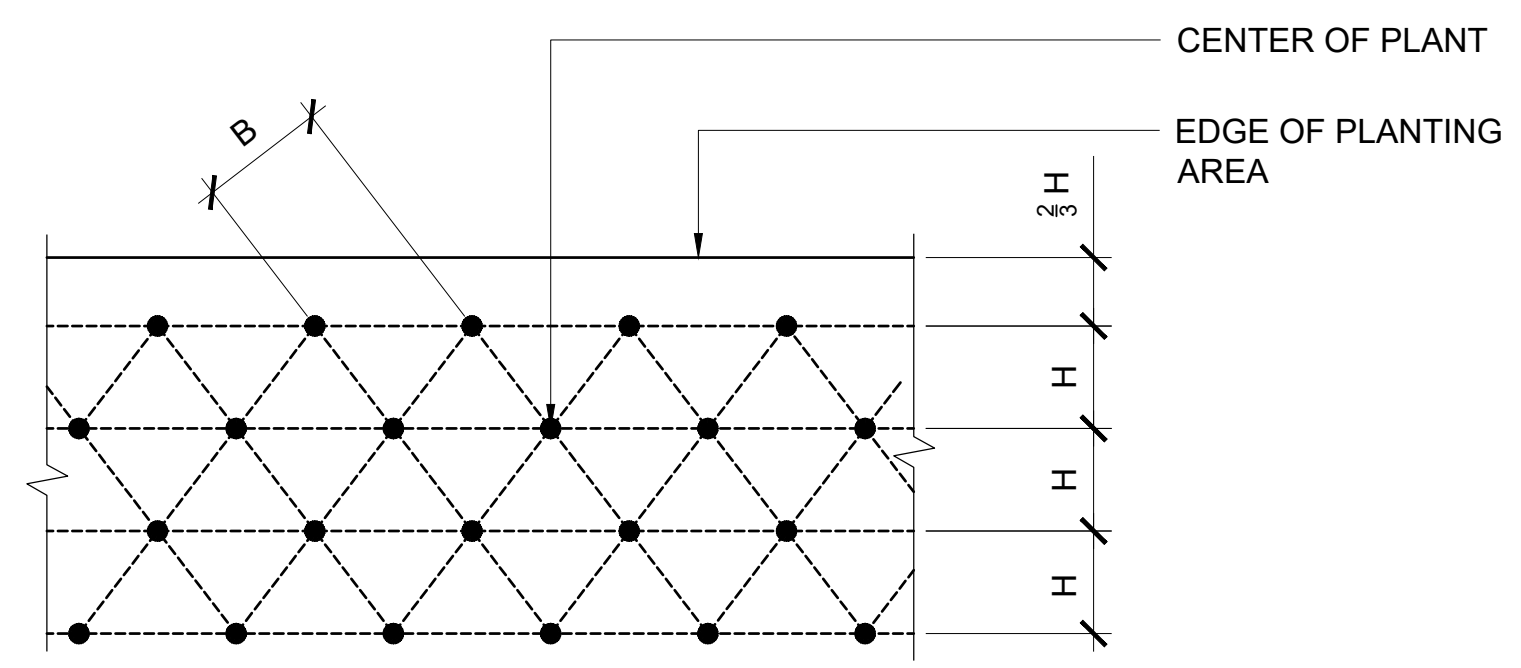 CENTER OF PLANT
B
EDGE OF PLANTING
AREA
2/3 H
H
H
H